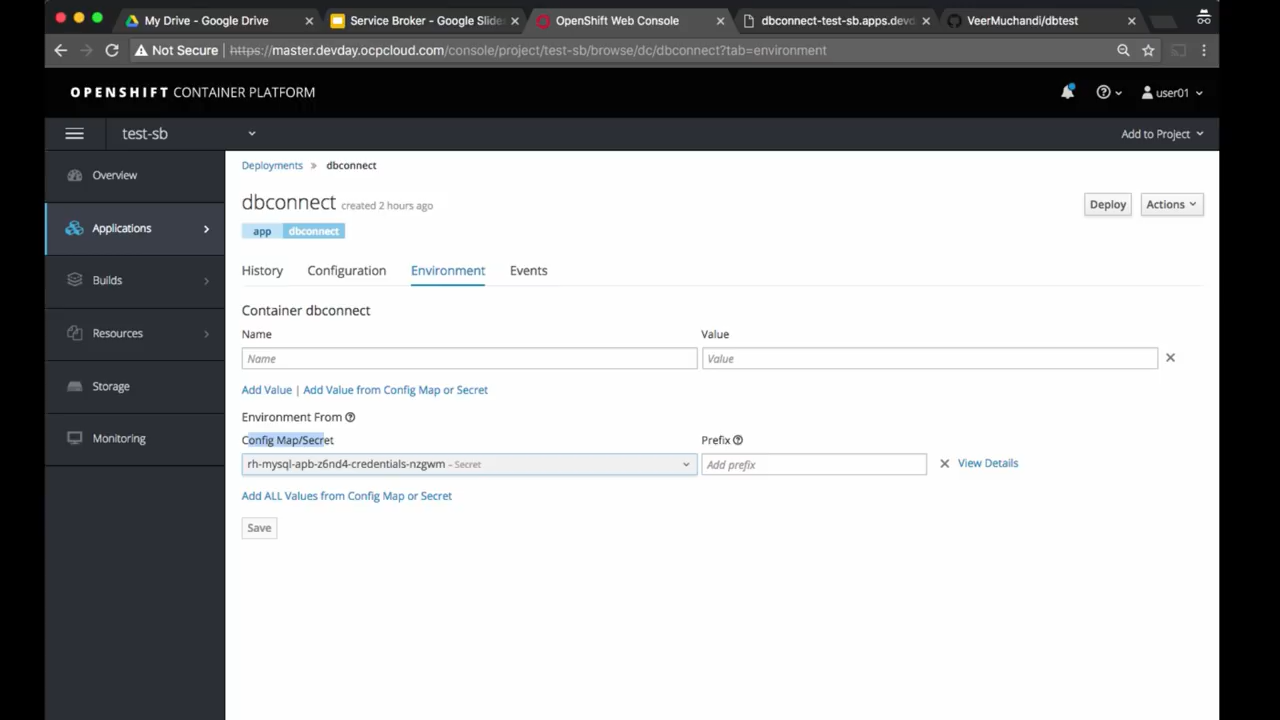 My Drive - Google Drive
Service Broker - Google Slides
OpenShift Web Console
dbconnect-test-sb.apps.devd
VeerMuchandi/dbtest
Not Secure | https://master.devday.ocpcloud.com/console/project/test-sb/browse/dc/dbconnect?tab=environment
OPENSHIFT CONTAINER PLATFORM
user01
test-sb
Add to Project
Overview
Applications
Builds
Resources
Storage
Monitoring
Deployments » dbconnect
dbconnect created 2 hours ago
Deploy
Actions
app dbconnect
History Configuration Environment Events
Container dbconnect
Name Value
Name Value
Add Value | Add Value from Config Map or Secret
Environment From
Config Map/Secret Prefix
rh-mysql-apb-z6nd4-credentials-nzgwm – Secret Add prefix View Details
Add ALL Values from Config Map or Secret
Save